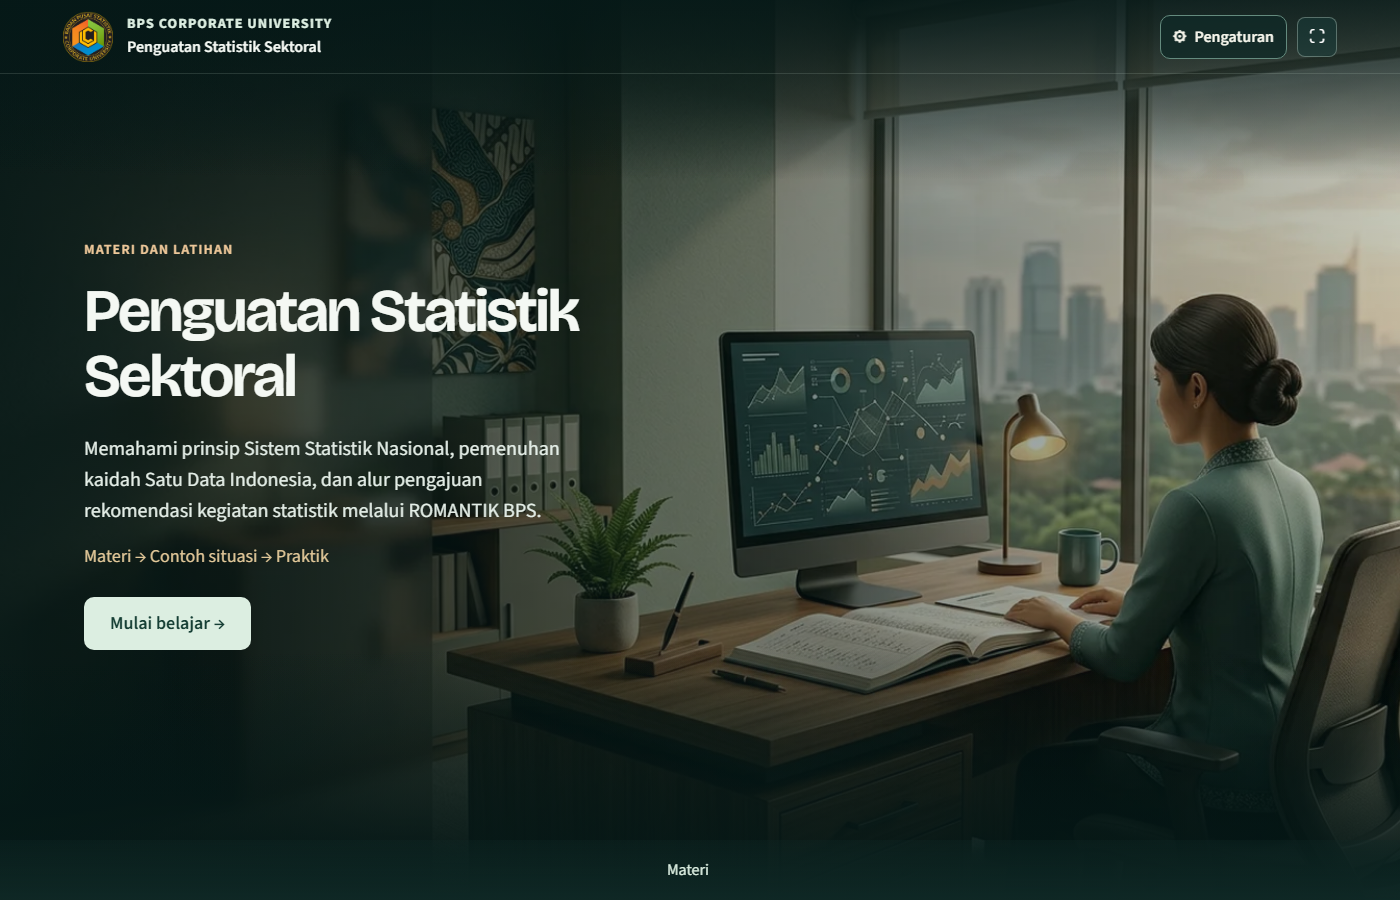 BPS CORPORATE UNIVERSITY
Penguatan Statistik Sektoral
Pengaturan
MATERI DAN LATIHAN
Penguatan Statistik
Sektoral
Memahami prinsip Sistem Statistik Nasional, pemenuhan
kaidah Satu Data Indonesia, dan alur pengajuan
rekomendasi kegiatan statistik melalui ROMANTIK BPS.
Materi → Contoh situasi → Praktik
Mulai belajar →
Materi